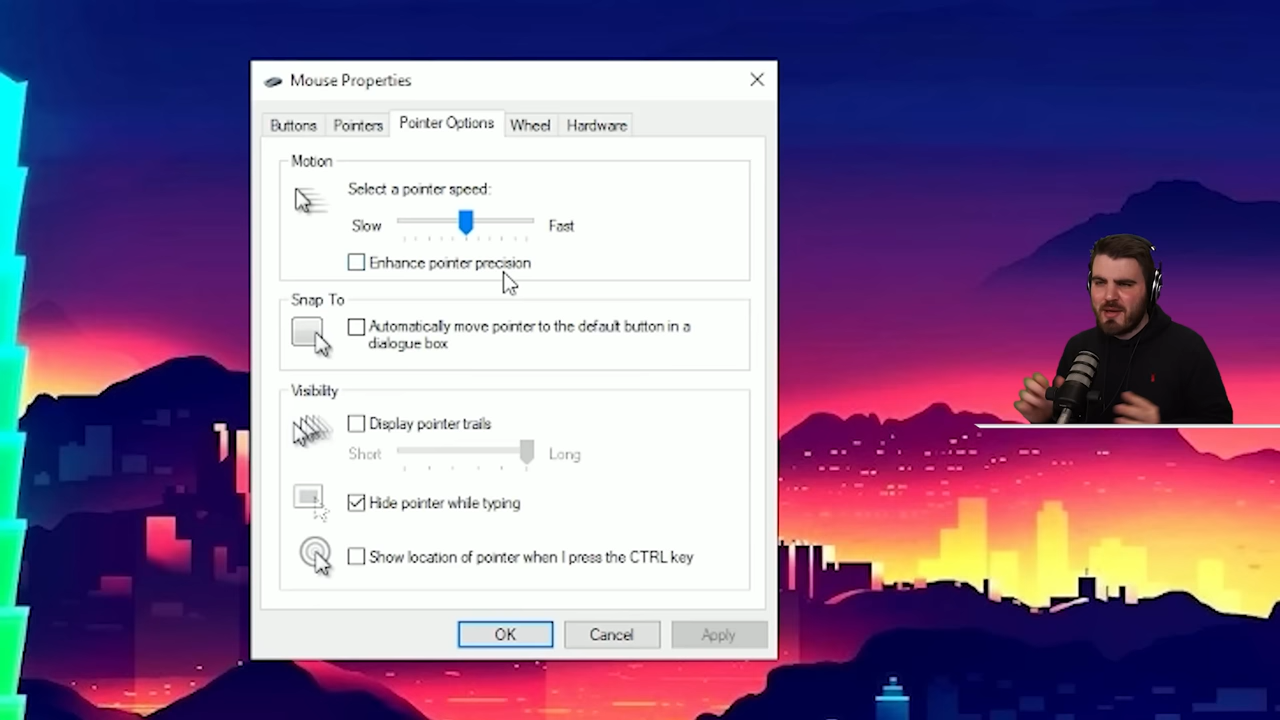 Mouse Properties
Buttons
Pointers
Pointer Options
Wheel
Hardware
Motion
Select a pointer speed:
Slow
Fast
Enhance pointer precision
Snap To
Automatically move pointer to the default button in a
dialogue box
Visibility
Display pointer trails
Short
Long
Hide pointer while typing
Show location of pointer when I press the CTRL key
OK
Cancel
Apply